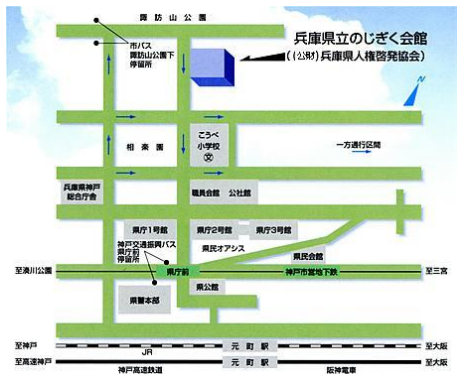 諏訪山公園
兵庫県立のじぎく会館
((公財)兵庫県人権啓発協会)
市バス
諏訪山公園下
停留所
こうべ
小学校
文
相楽園
一方通行区間
兵庫県神戸
総合庁舎
職員会館
公社館
県庁1号館
県庁2号館
県庁3号館
神戸交通振興バス
県庁前
停留所
県民オアシス
県民会館
至湊川公園
県庁前
神戸市営地下鉄
至三宮
県警本部
県公館
至神戸
JR
元町駅
至大阪
至高速神戸
神戸高速鉄道
元町駅
阪神電車
至大阪